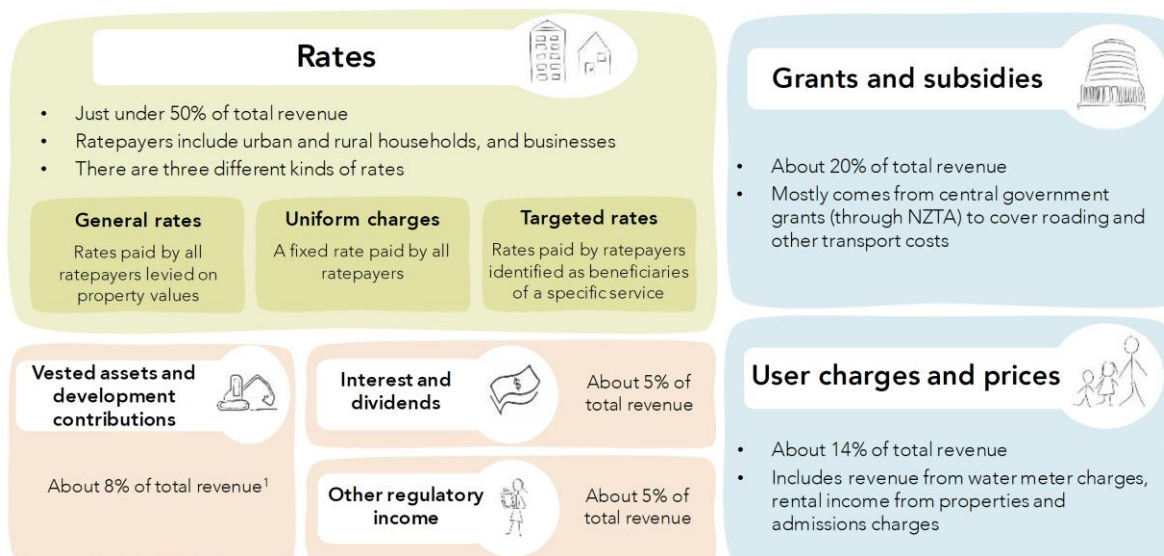 Rates
• Just under 50% of total revenue
• Ratepayers include urban and rural households, and businesses
• There are three different kinds of rates
General rates
Rates paid by all
ratepayers levied on
property values
Uniform charges
A fixed rate paid by all
ratepayers
Targeted rates
Rates paid by ratepayers
identified as beneficiaries
of a specific service
Grants and subsidies
• About 20% of total revenue
• Mostly comes from central government
grants (through NZTA) to cover roading and
other transport costs
Vested assets and
development
contributions
About 8% of total revenue¹
Interest and
dividends
$
About 5% of
total revenue
Other regulatory
income
About 5% of
total revenue
User charges and prices
• About 14% of total revenue
• Includes revenue from water meter charges,
rental income from properties and
admissions charges